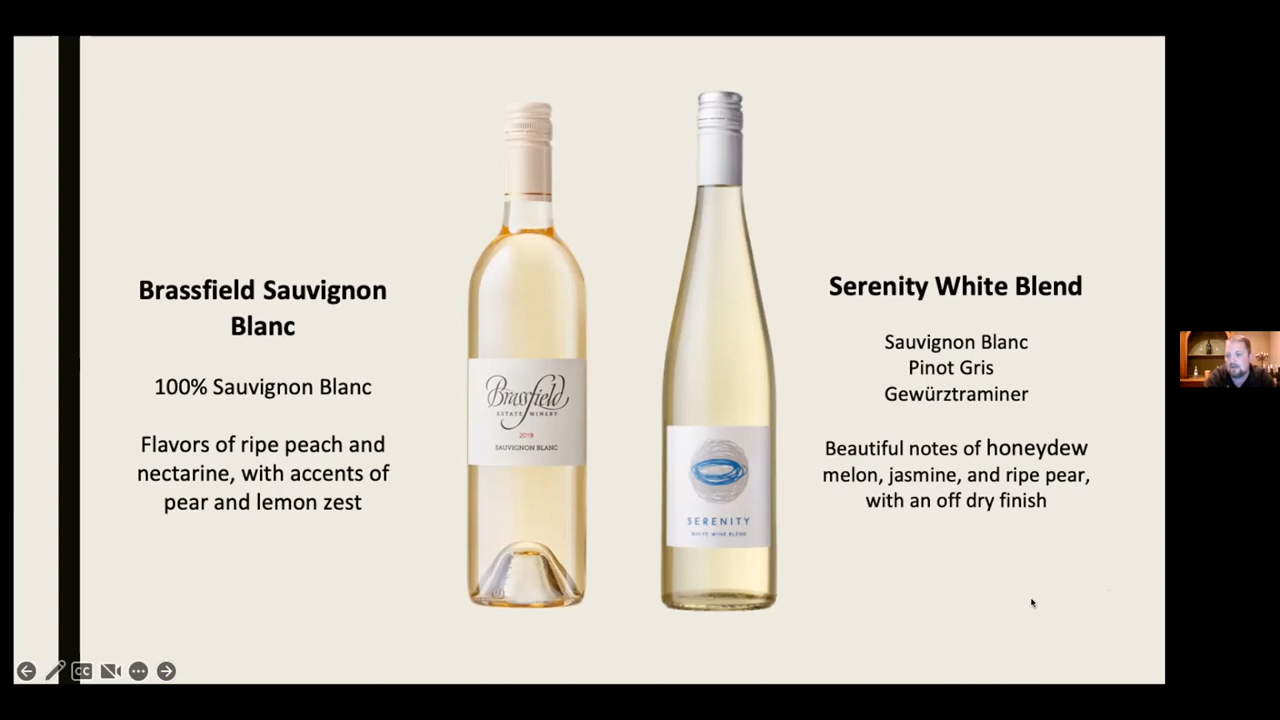 Brassfield Sauvignon
Blanc
100% Sauvignon Blanc
Flavors of ripe peach and
nectarine, with accents of
pear and lemon zest
Brassfield
ESTATE WINERY
2019
SAUVIGNON BLANC
SERENITY
WHITE WINE BLEND
Serenity White Blend
Sauvignon Blanc
Pinot Gris
Gewürztraminer
Beautiful notes of honeydew
melon, jasmine, and ripe pear,
with an off dry finish
CC